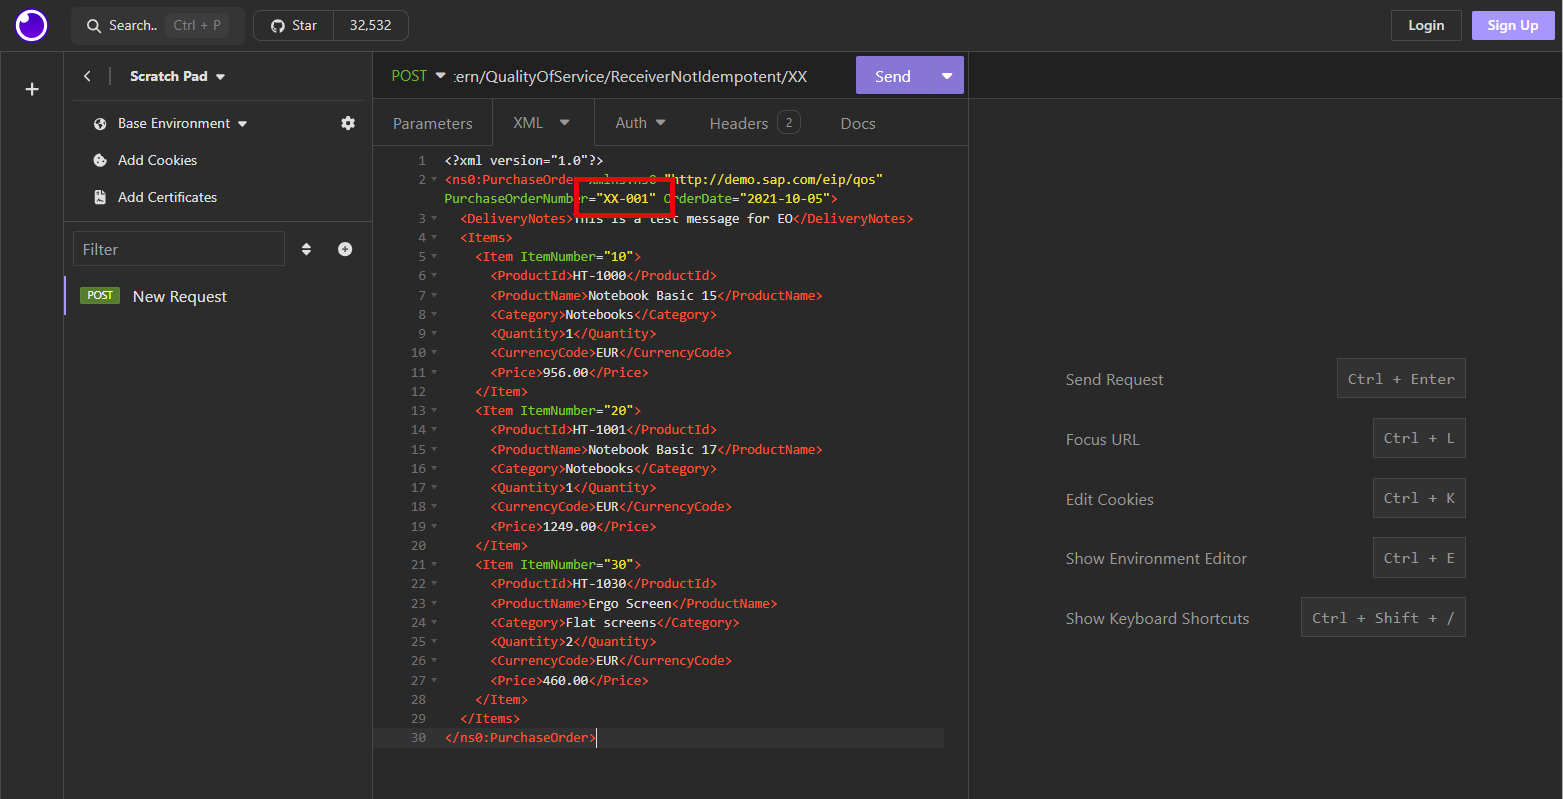 Search.. Ctrl + P
Star 32,532
Login
Sign Up
Scratch Pad
Base Environment
Add Cookies
Add Certificates
Filter
POST New Request
POST :ern/QualityOfService/ReceiverNotIdempotent/XX
Send
Parameters XML Auth Headers 2 Docs
1 <?xml version="1.0"?>
2 <ns0:PurchaseOrder "http://demo.sap.com/eip/qos"
PurchaseOrderNumber="XX-001" OrderDate="2021-10-05">
3 <DeliveryNotes>This is a test message for EO</DeliveryNotes>
4 <Items>
5 <Item ItemNumber="10">
6 <ProductId>HT-1000</ProductId>
7 <ProductName>Notebook Basic 15</ProductName>
8 <Category>Notebooks</Category>
9 <Quantity>1</Quantity>
10 <CurrencyCode>EUR</CurrencyCode>
11 <Price>956.00</Price>
12 </Item>
13 <Item ItemNumber="20">
14 <ProductId>HT-1001</ProductId>
15 <ProductName>Notebook Basic 17</ProductName>
16 <Category>Notebooks</Category>
17 <Quantity>1</Quantity>
18 <CurrencyCode>EUR</CurrencyCode>
19 <Price>1249.00</Price>
20 </Item>
21 <Item ItemNumber="30">
22 <ProductId>HT-1030</ProductId>
23 <ProductName>Ergo Screen</ProductName>
24 <Category>Flat screens</Category>
25 <Quantity>2</Quantity>
26 <CurrencyCode>EUR</CurrencyCode>
27 <Price>460.00</Price>
28 </Item>
29 </Items>
30 </ns0:PurchaseOrder>
Send Request Ctrl + Enter
Focus URL Ctrl + L
Edit Cookies Ctrl + K
Show Environment Editor Ctrl + E
Show Keyboard Shortcuts Ctrl + Shift + /